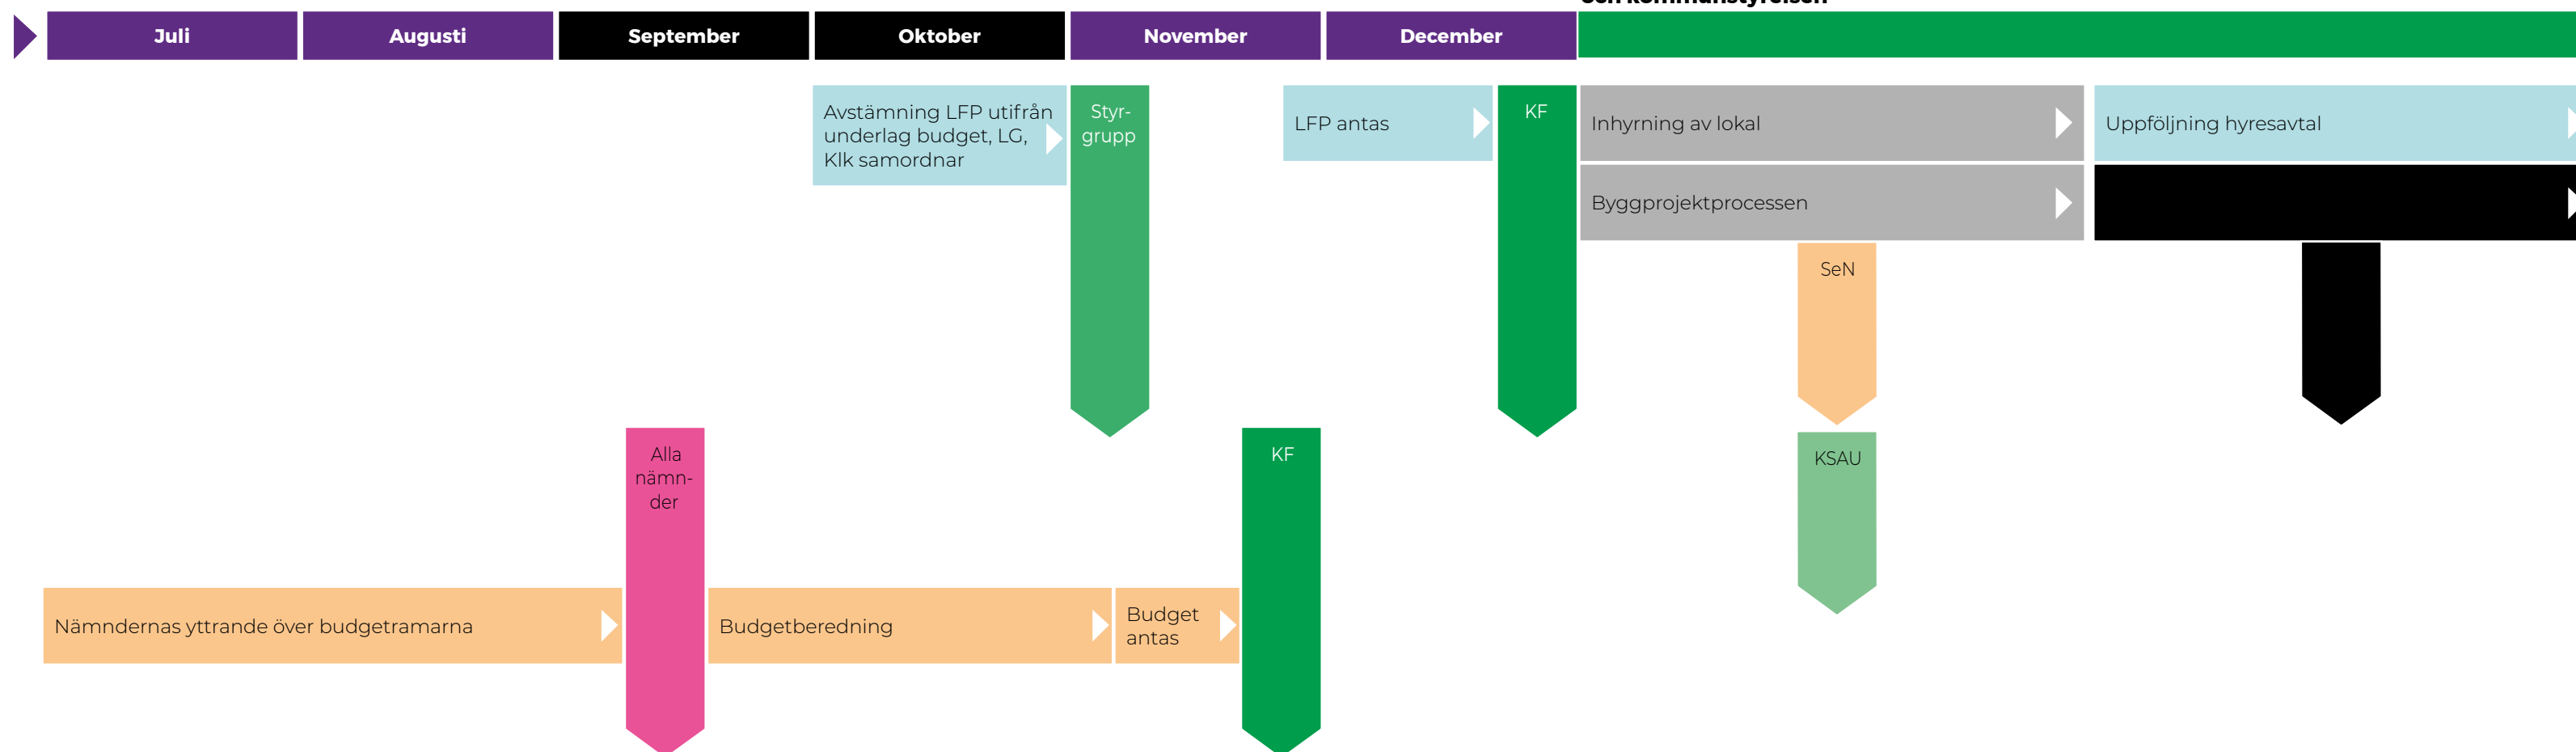 och kommunstyrelsen
Juli
Augusti
September
Oktober
November
December
Avstämning LFP utifrån
underlag budget, LG,
Klk samordnar
Styr-
grupp
LFP antas
KF
Inhyrning av lokal
Uppföljning hyresavtal
Byggprojektprocessen
SeN
Alla
nämn-
der
KF
KSAU
Nämndernas yttrande över budgetramarna
Budgetberedning
Budget
antas